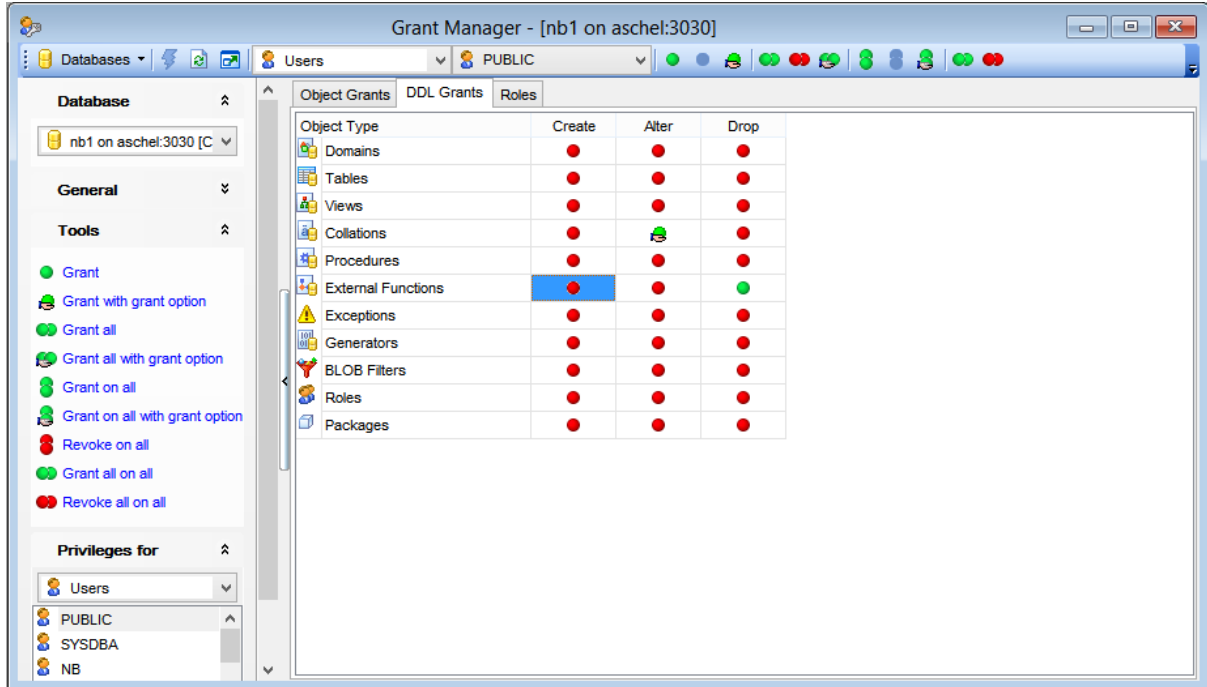 Grant Manager - [nb1 on aschel:3030]
Databases Users PUBLIC
Database
nb1 on aschel:3030 [C
General
Tools
Grant
Grant with grant option
Grant all
Grant all with grant option
Grant on all
Grant on all with grant option
Revoke on all
Grant all on all
Revoke all on all
Privileges for
Users
PUBLIC
SYSDBA
NB
Object Grants DDL Grants Roles
Object Type Create Alter Drop
Domains
Tables
Views
Collations
Procedures
External Functions
Exceptions
Generators
BLOB Filters
Roles
Packages